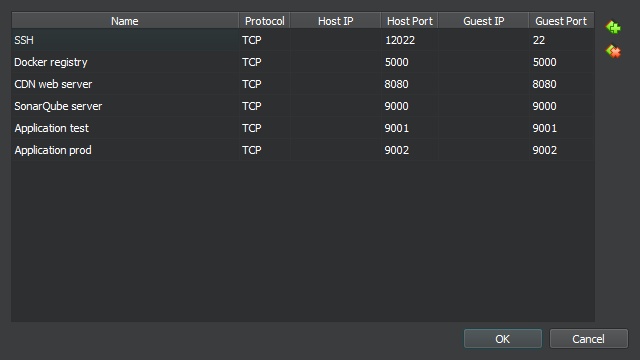 Name Protocol Host IP Host Port Guest IP Guest Port
SSH TCP 12022 22
Docker registry TCP 5000 5000
CDN web server TCP 8080 8080
SonarQube server TCP 9000 9000
Application test TCP 9001 9001
Application prod TCP 9002 9002
OK Cancel